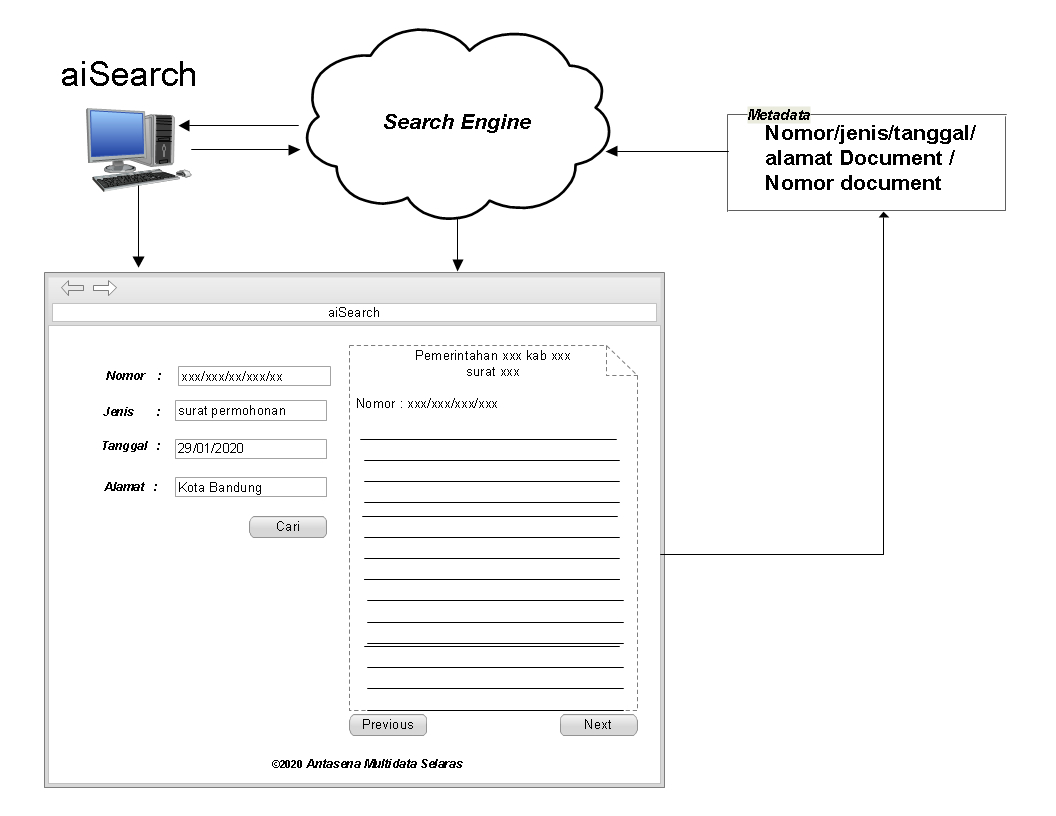 aiSearch
Search Engine
Metadata
Nomor/jenis/tanggal/
alamat Document /
Nomor document
aiSearch
Nomor : xxx/xxx/xx/xxx/xx
Jenis : surat permohonan
Tanggal : 29/01/2020
Alamat : Kota Bandung
Cari
Pemerintahan xxx kab xxx
surat xxx
Nomor : xxx/xxx/xxx/xxx
Previous
Next
©2020 Antasena Multidata Selaras